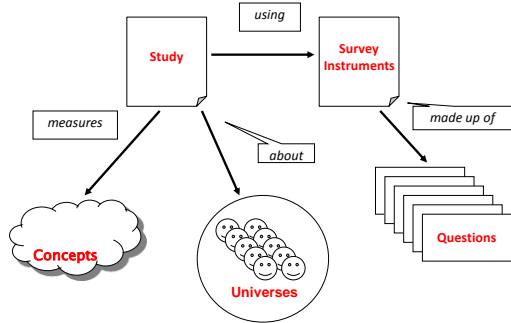 using
Study
Survey
Instruments
measures
made up of
about
Concepts
Questions
Universes